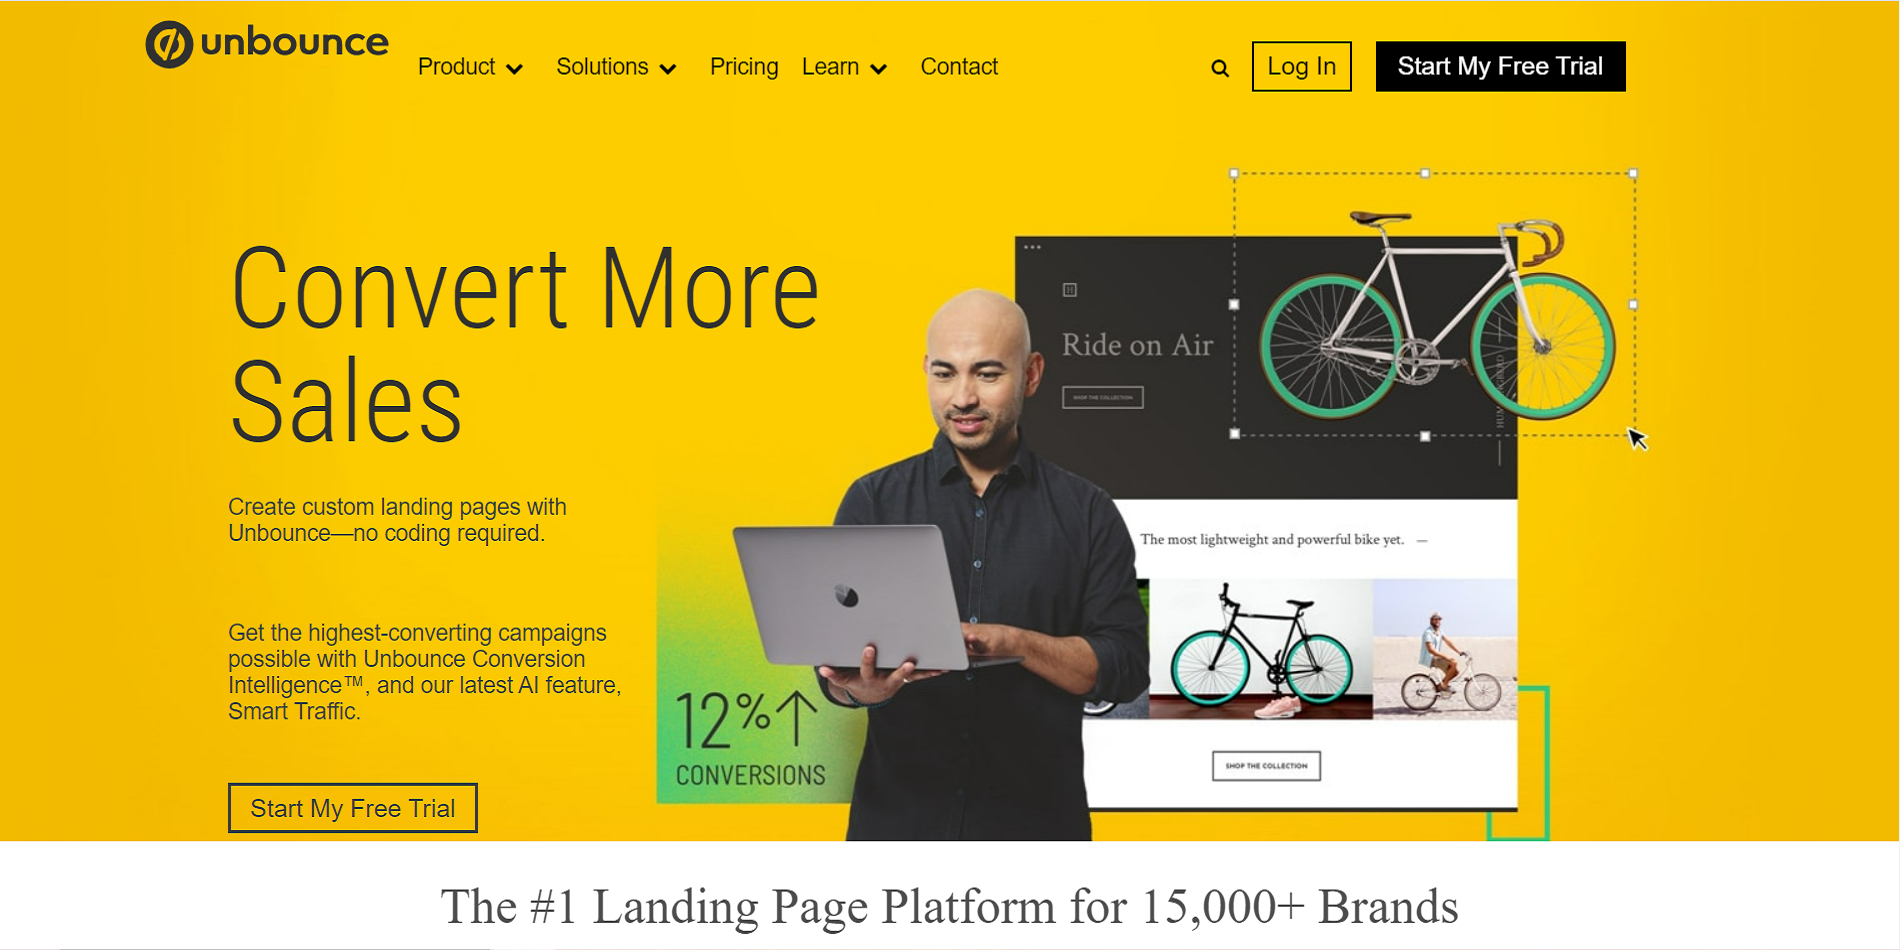 unbounce
Product
Solutions
Pricing
Learn
Contact
Log In
Start My Free Trial
Convert More
Sales
Create custom landing pages with
Unbounce—no coding required.
Get the highest-converting campaigns
possible with Unbounce Conversion
Intelligence™, and our latest AI feature,
Smart Traffic.
Start My Free Trial
12%↑
CONVERSIONS
H
Ride on Air
SHOP THE COLLECTION
The most lightweight and powerful bike yet. —
SHOP THE COLLECTION
The #1 Landing Page Platform for 15,000+ Brands